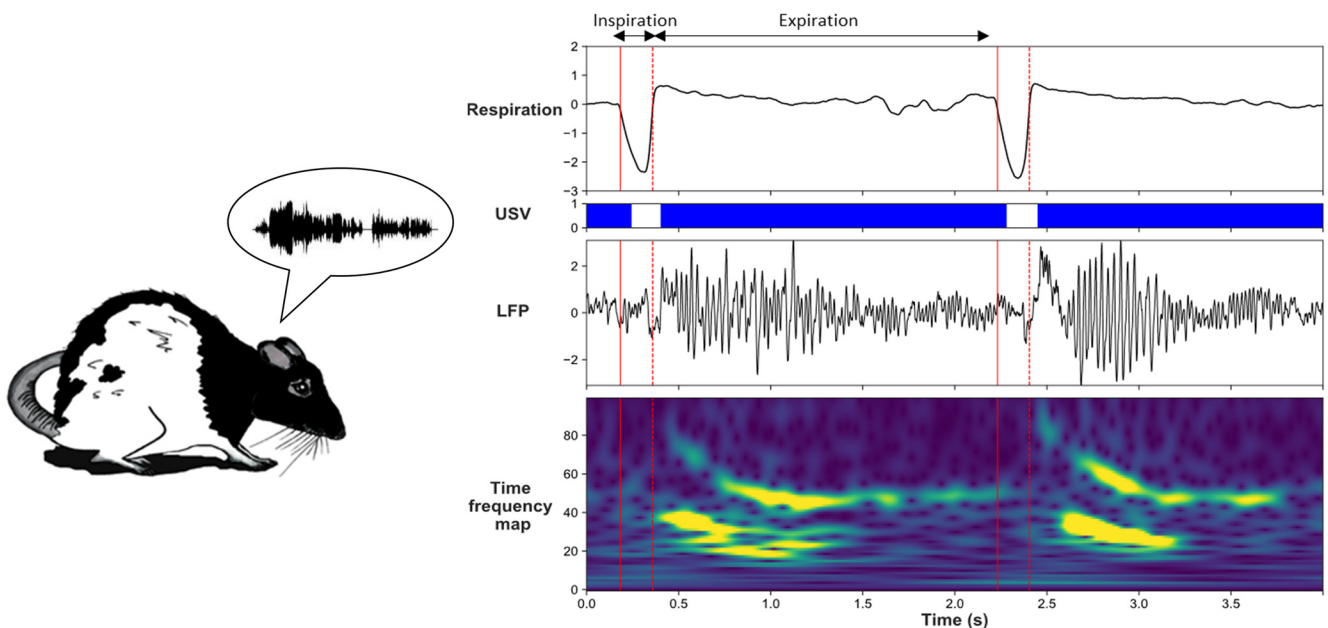 Inspiration
Expiration
Respiration
2
1
0
−1
−2
−3
USV
1
0
LFP
2
0
−2
Time
frequency
map
80
60
40
20
0
0.0 0.5 1.0 1.5 2.0 2.5 3.0 3.5
Time (s)